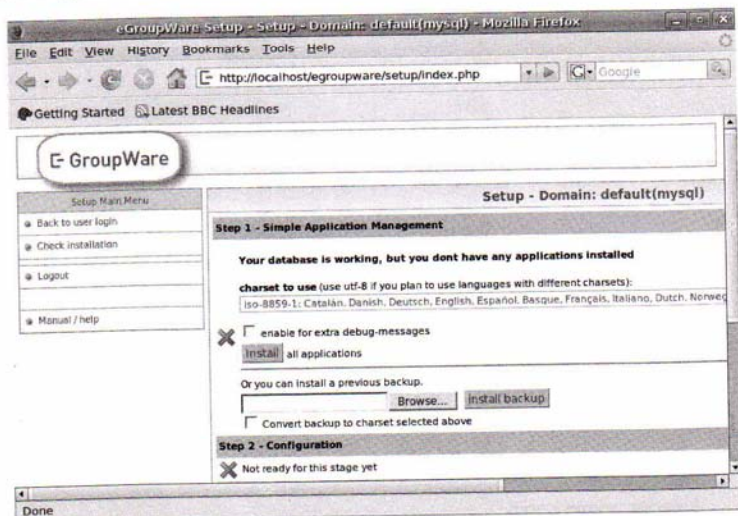 eGroupWare Setup - Setup - Domain: default(mysql) - Mozilla Firefox
File Edit View History Bookmarks Tools Help
http://localhost/egroupware/setup/index.php
Google
Getting Started Latest BBC Headlines
GroupWare
Setup Main Menu
Back to user login
Check installation
Logout
Manual / help
Setup - Domain: default(mysql)
Step 1 - Simple Application Management
Your database is working, but you dont have any applications installed
charset to use (use utf-8 if you plan to use languages with different charsets):
iso-8859-1: Catalán, Danish, Deutsch, English, Español, Basque, Français, Italiano, Dutch, Norweg
enable for extra debug-messages
Install all applications
Or you can install a previous backup.
Browse... install backup
Convert backup to charset selected above
Step 2 - Configuration
Not ready for this stage yet
Done